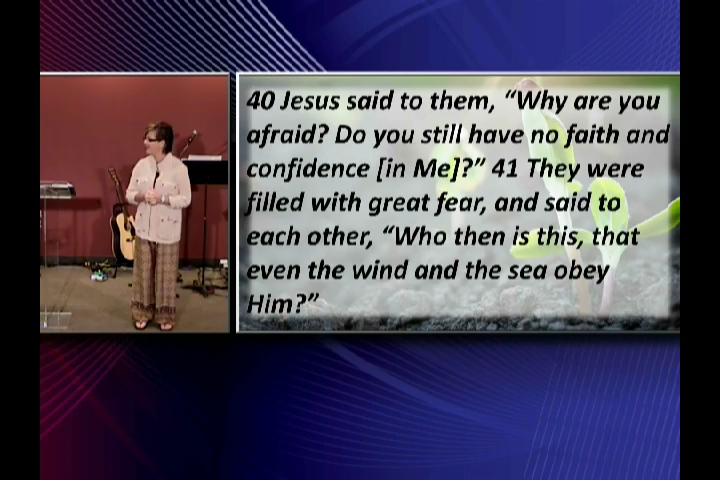 40 Jesus said to them, “Why are you
afraid? Do you still have no faith and
confidence [in Me]?” 41 They were
filled with great fear, and said to
each other, “Who then is this, that
even the wind and the sea obey
Him?”